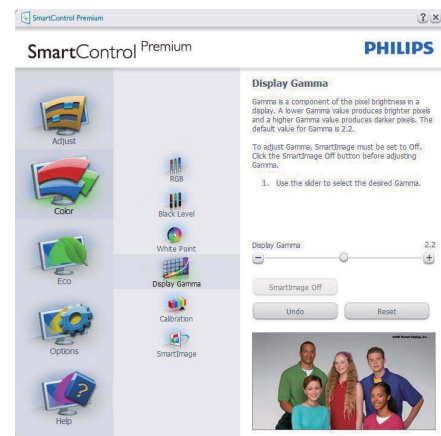 SmartControl Premium
? X
SmartControl Premium
PHILIPS
Adjust
Color
Eco
Options
Help
RGB
Black Level
White Point
Display Gamma
Calibration
SmartImage
Display Gamma
Gamma is a component of the pixel brightness in a
display. A lower Gamma value produces brighter pixels
and a higher Gamma value produces darker pixels. The
default value for Gamma is 2.2.
To adjust Gamma, SmartImage must be set to Off.
Click the SmartImage Off button before adjusting
Gamma.
1. Use the slider to select the desired Gamma.
Display Gamma 2.2
SmartImage Off
Undo Reset